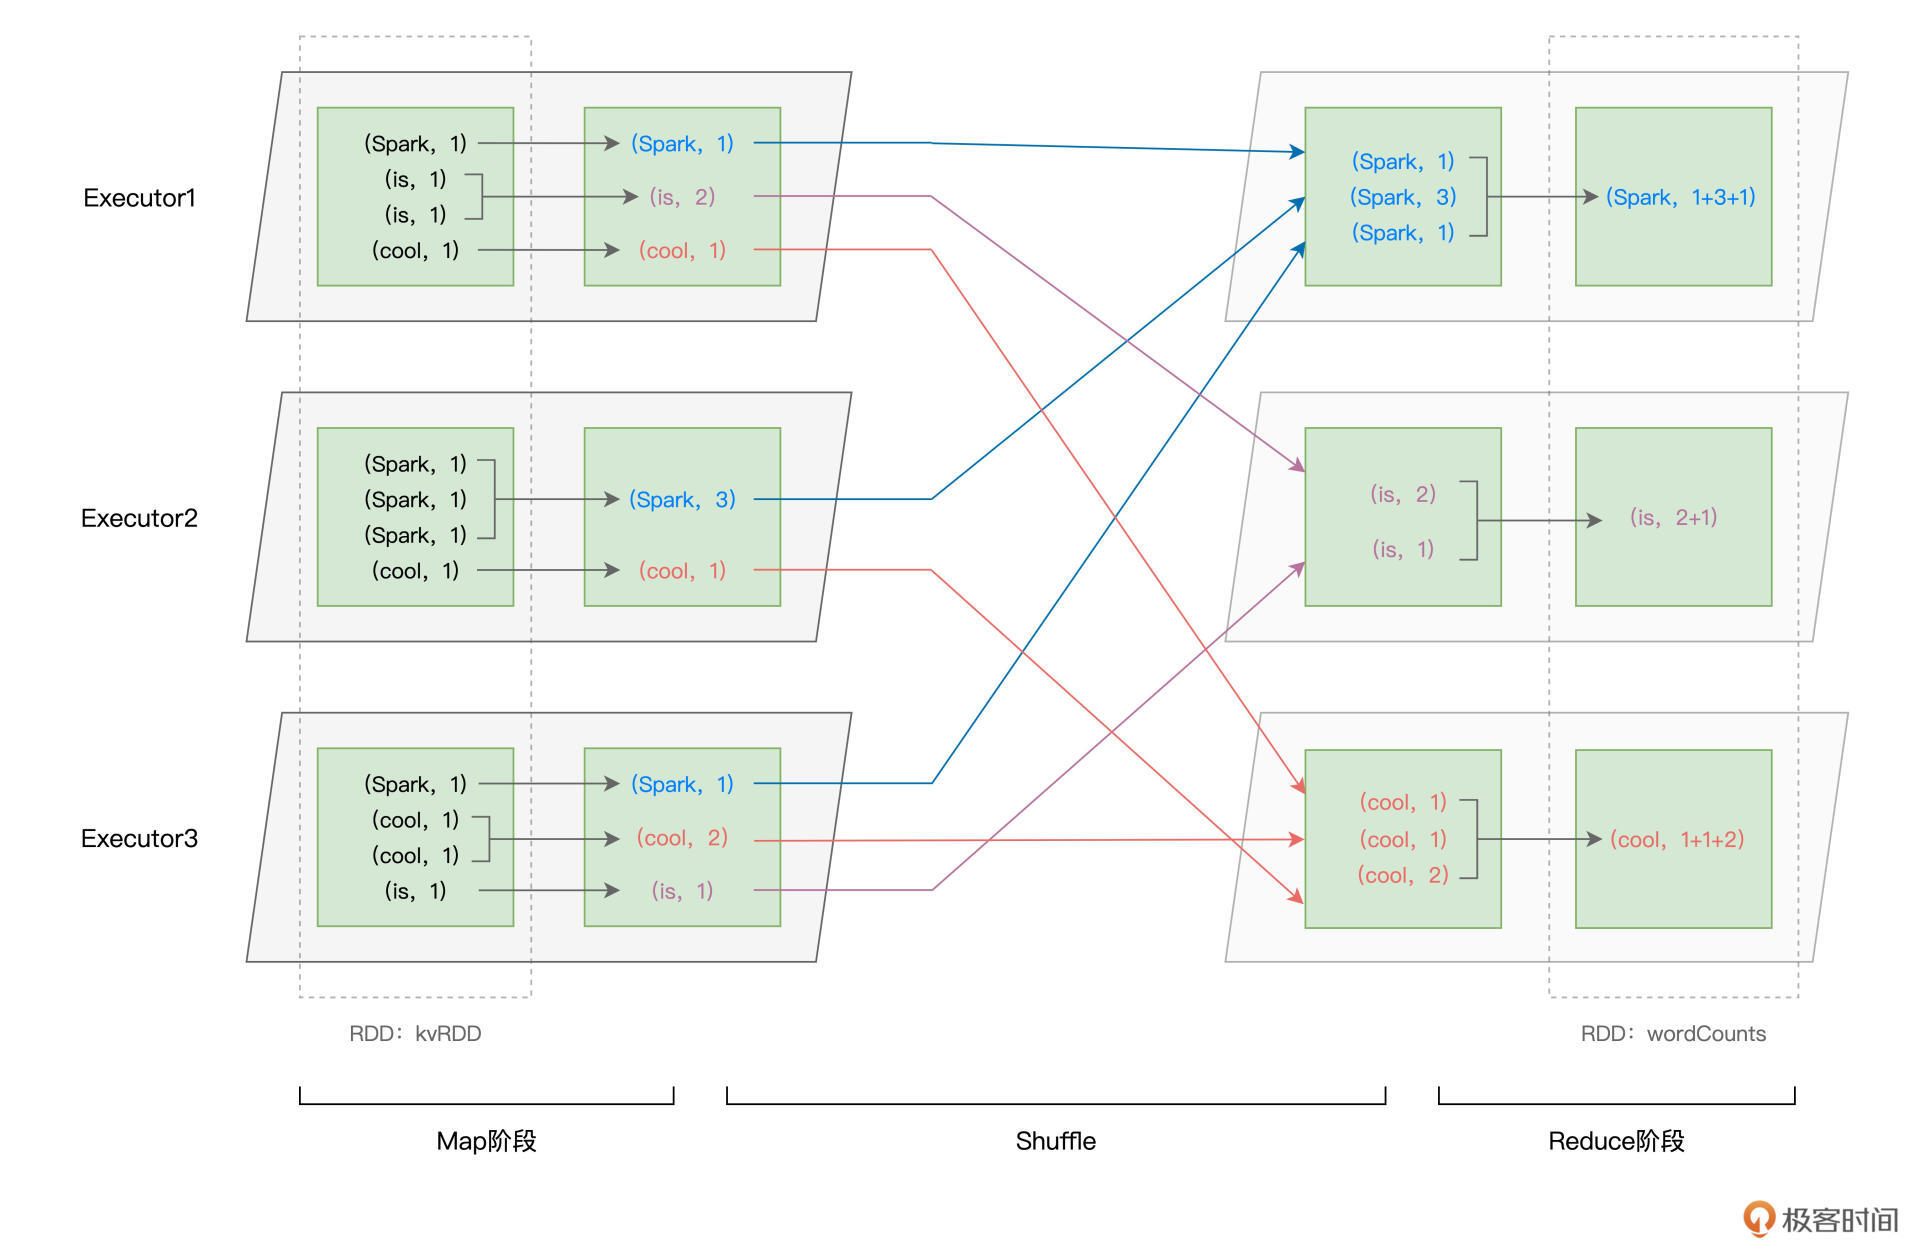 Executor1
(Spark，1)
(is，1)
(is，1)
(cool，1)
(Spark，1)
(is，2)
(cool，1)
(Spark，1)
(Spark，3)
(Spark，1)
(Spark，1+3+1)
Executor2
(Spark，1)
(Spark，1)
(Spark，1)
(cool，1)
(Spark，3)
(cool，1)
(is，2)
(is，1)
(is，2+1)
Executor3
(Spark，1)
(cool，1)
(cool，1)
(is，1)
(Spark，1)
(cool，2)
(is，1)
(cool，1)
(cool，1)
(cool，2)
(cool，1+1+2)
RDD：kvRDD
RDD：wordCounts
Map阶段
Shuffle
Reduce阶段
极客时间